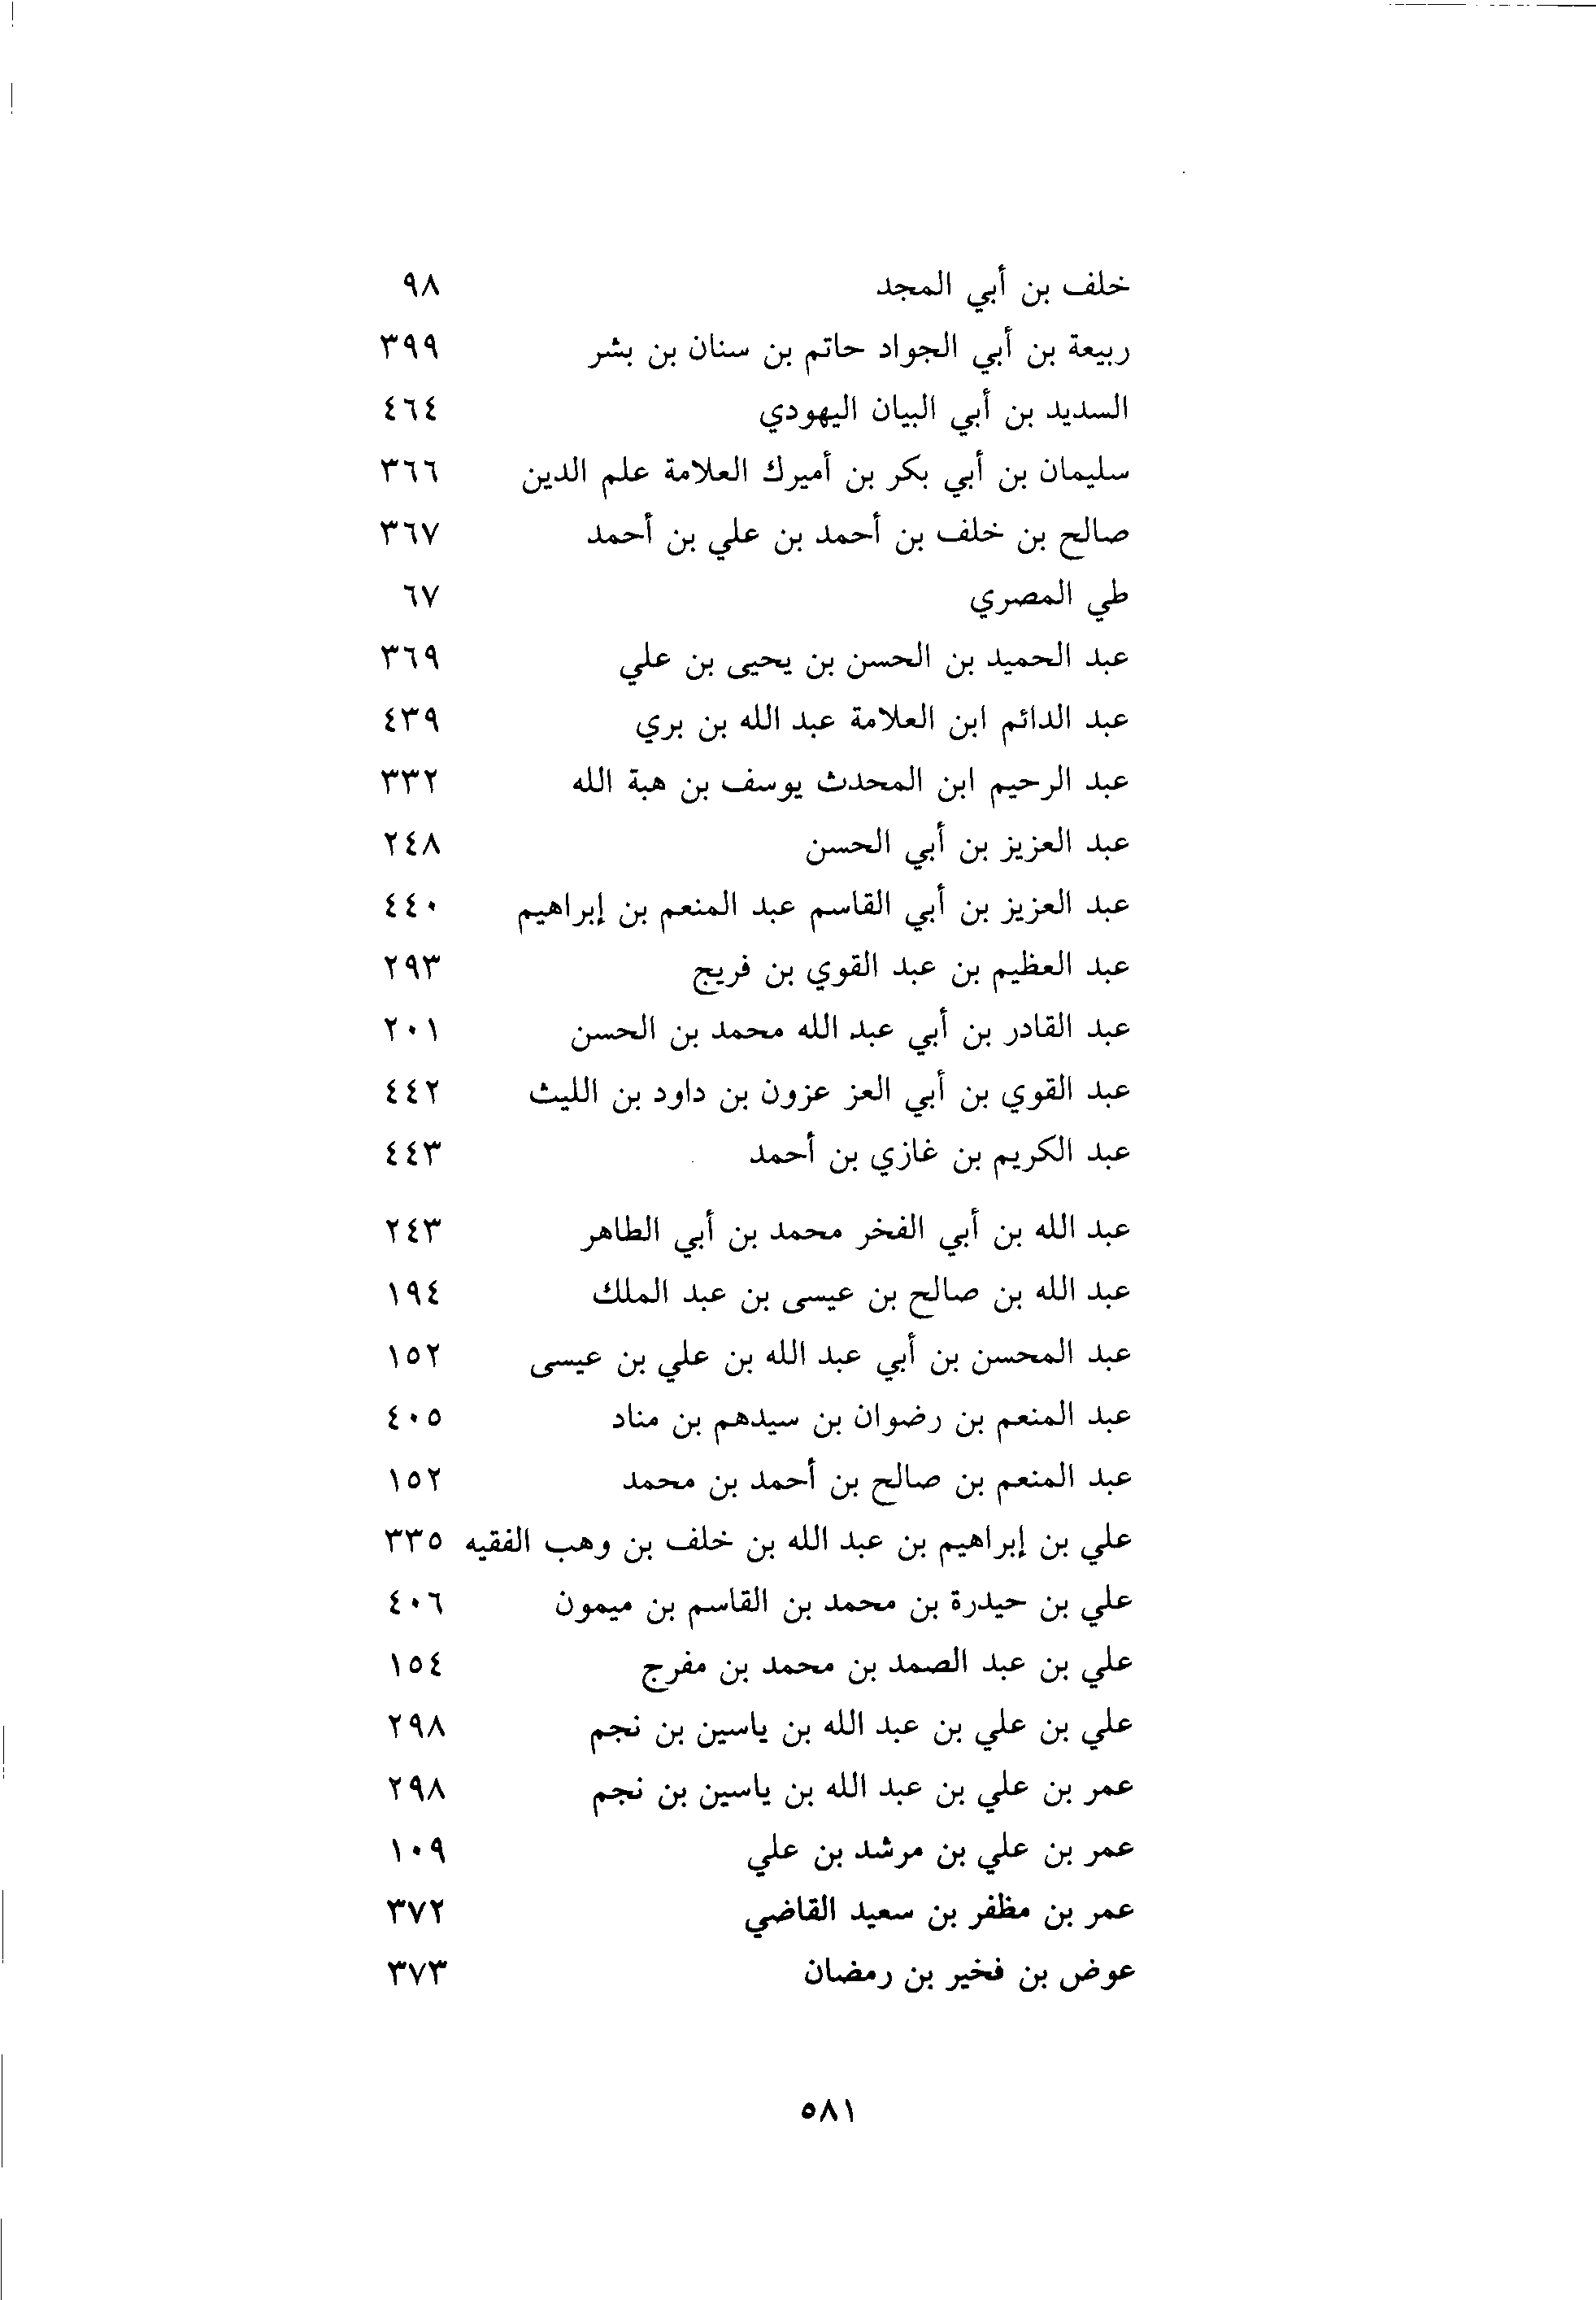 خلف بن أبي المجد ٩٨
ربيعة بن أبي الجواد حاتم بن سنان بن بشر ٣٩٩
السديد بن أبي البيان اليهودي ٤٦٤
سليمان بن أبي بكر بن أميرك العلامة علم الدين ٣٦٦
صالح بن خلف بن أحمد بن علي بن أحمد ٣٦٧
طي المصري ٦٧
عبد الحميد بن الحسن بن يحيى بن علي ٣٦٩
عبد الدائم ابن العلامة عبد الله بن بري ٤٣٩
عبد الرحيم ابن المحدث يوسف بن هبة الله ٣٣٢
عبد العزيز بن أبي الحسن ٢٤٨
عبد العزيز بن أبي القاسم عبد المنعم بن إبراهيم ٤٤٠
عبد العظيم بن عبد القوي بن فريج ٢٩٣
عبد القادر بن أبي عبد الله محمد بن الحسن ٢٠١
عبد القوي بن أبي العز عزون بن داود بن الليث ٤٤٢
عبد الكريم بن غازي بن أحمد ٤٤٣
عبد الله بن أبي الفخر محمد بن أبي الطاهر ٢٤٣
عبد الله بن صالح بن عيسى بن عبد الملك ١٩٤
عبد المحسن بن أبي عبد الله بن علي بن عيسى ١٥٢
عبد المنعم بن رضوان بن سيدهم بن مناد ٤٠٥
عبد المنعم بن صالح بن أحمد بن محمد ١٥٢
علي بن إبراهيم بن عبد الله بن خلف بن وهب الفقيه ٣٣٥
علي بن حيدرة بن محمد بن القاسم بن ميمون ٤٠٦
علي بن عبد الصمد بن محمد بن مفرج ١٥٤
علي بن علي بن عبد الله بن ياسين بن نجم ٢٩٨
عمر بن علي بن عبد الله بن ياسين بن نجم ٢٩٨
عمر بن علي بن مرشد بن علي ١٠٩
عمر بن مظفر بن سعيد القاضي ٣٧٢
عوض بن فخير بن رمضان ٣٧٣
٥٨١